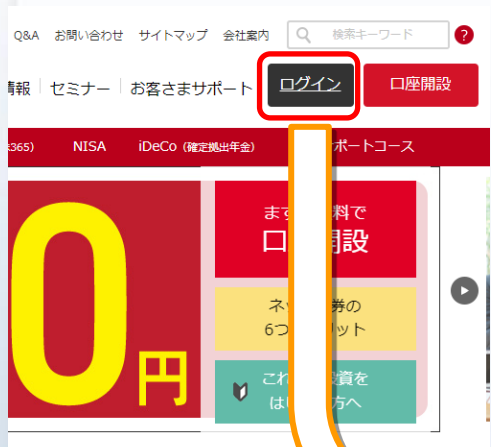 Q&A お問い合わせ サイトマップ 会社案内 検索キーワード ?
情報 セミナー お客さまサポート ログイン 口座開設
365) NISA iDeCo (確定拠出年金) ポートコース
0円
ま 料で
口 設
ネッ 券の
6つ リット
これ 資を
は 方へ